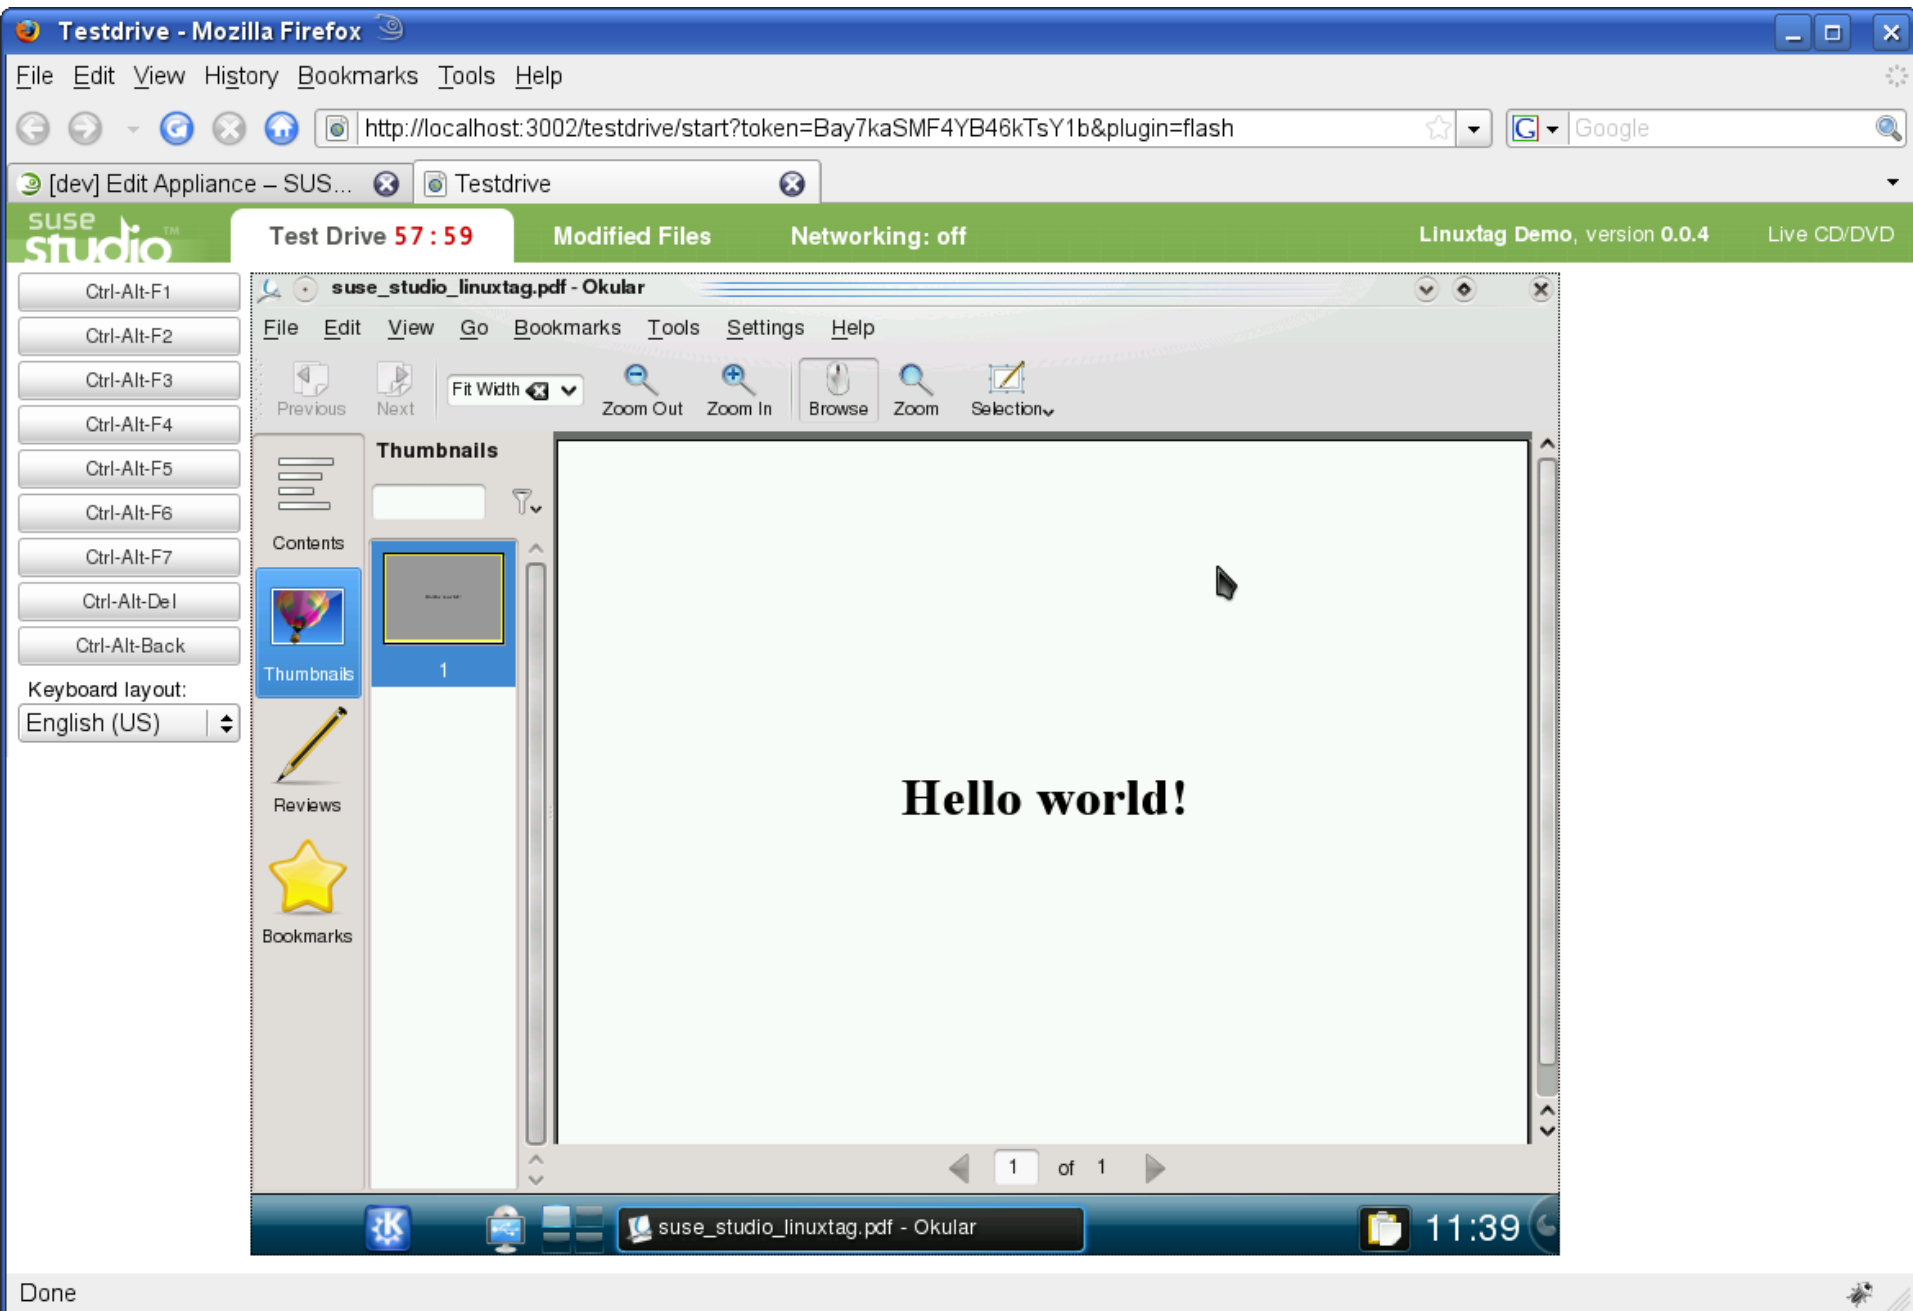 Testdrive - Mozilla Firefox
File Edit View History Bookmarks Tools Help
http://localhost:3002/testdrive/start?token=Bay7kaSMF4YB46kTsY1b&plugin=flash
G Google
[dev] Edit Appliance – SUS...
Testdrive
suse studio™
Test Drive 57:59
Modified Files
Networking: off
Linuxtag Demo, version 0.0.4
Live CD/DVD
Ctrl-Alt-F1
Ctrl-Alt-F2
Ctrl-Alt-F3
Ctrl-Alt-F4
Ctrl-Alt-F5
Ctrl-Alt-F6
Ctrl-Alt-F7
Ctrl-Alt-Del
Ctrl-Alt-Back
Keyboard layout:
English (US)
suse_studio_linuxtag.pdf - Okular
File Edit View Go Bookmarks Tools Settings Help
Previous
Next
Fit Width
Zoom Out
Zoom In
Browse
Zoom
Selection
Contents
Thumbnails
Reviews
Bookmarks
Thumbnails
Hello world!
1
Hello world!
1 of 1
suse_studio_linuxtag.pdf - Okular
11:39
Done